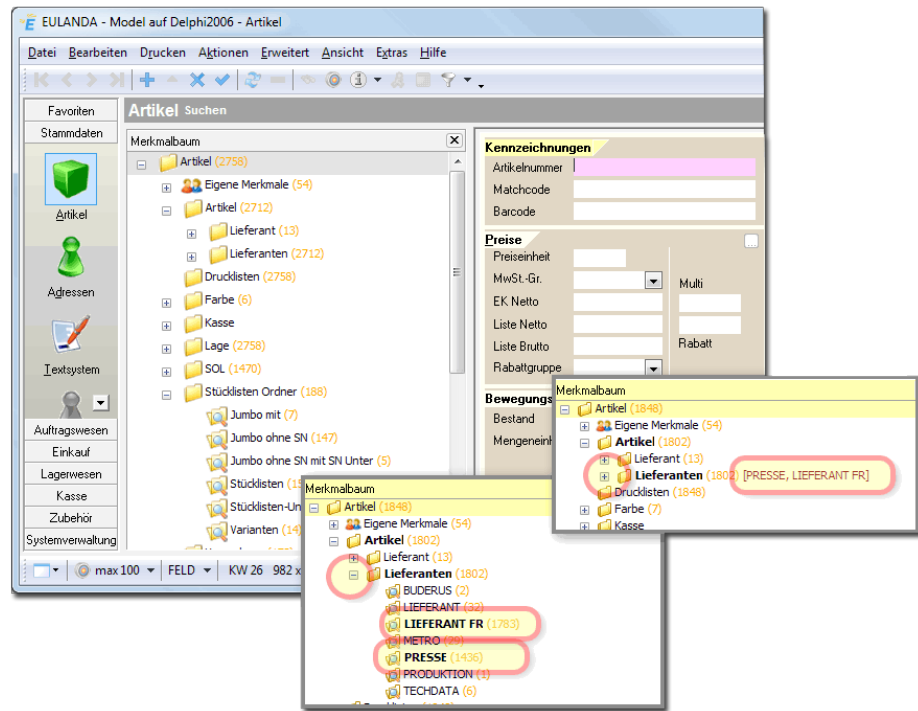 EULANDA - Model auf Delphi2006 - Artikel
Datei Bearbeiten Drucken Aktionen Erweitert Ansicht Extras Hilfe
Favoriten
Stammdaten
Artikel
Adressen
Textsystem
Auftragswesen
Einkauf
Lagerwesen
Kasse
Zubehör
Systemverwaltung
Artikel Suchen
Merkmalbaum
Artikel (2758)
Eigene Merkmale (54)
Artikel (2712)
Lieferant (13)
Lieferanten (2712)
Drucklisten (2758)
Farbe (6)
Kasse
Lage (2758)
SOL (1470)
Stücklisten Ordner (188)
Jumbo mit (7)
Jumbo ohne SN (147)
Jumbo ohne SN mit SN Unter (5)
Stücklisten
Stücklisten-Un
Varianten (14)
Kennzeichnungen
Artikelnummer
Matchcode
Barcode
Preise
Preiseinheit
MwSt.-Gr.
Multi
EK Netto
Liste Netto
Liste Brutto
Rabatt
Rabattgruppe
Bewegungs
Bestand
Mengeneinh
max 100 FELD KW 26 982 x
Merkmalbaum
Artikel (1848)
Eigene Merkmale (54)
Artikel (1802)
Lieferant (13)
Lieferanten (1802)
BUDERUS (2)
LIEFERANT (32)
LIEFERANT FR (1783)
METRO (29)
PRESSE (1436)
PRODUKTION (1)
TECHDATA (6)
Merkmalbaum
Artikel (1848)
Eigene Merkmale (54)
Artikel (1802)
Lieferant (13)
Lieferanten (1802) [PRESSE, LIEFERANT FR]
Drucklisten (1848)
Farbe (7)
Kasse